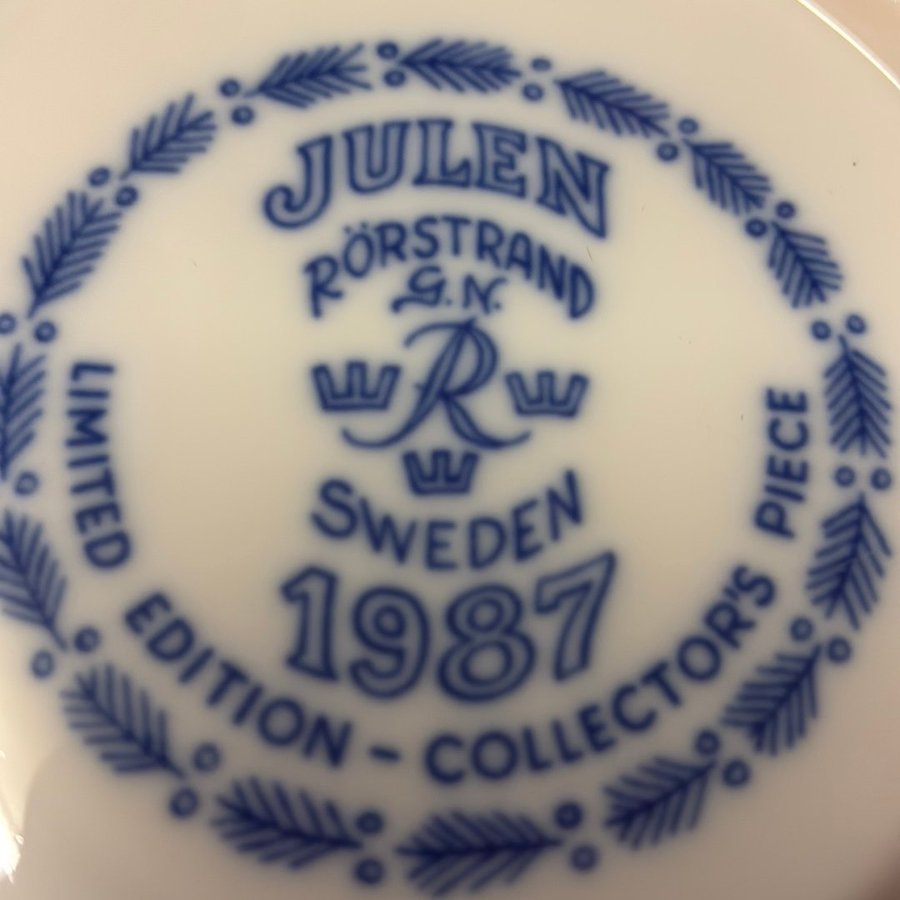 JULEN
RÖRSTRAND
G.N.
R
SWEDEN
1987
LIMITED EDITION - COLLECTOR'S PIECE